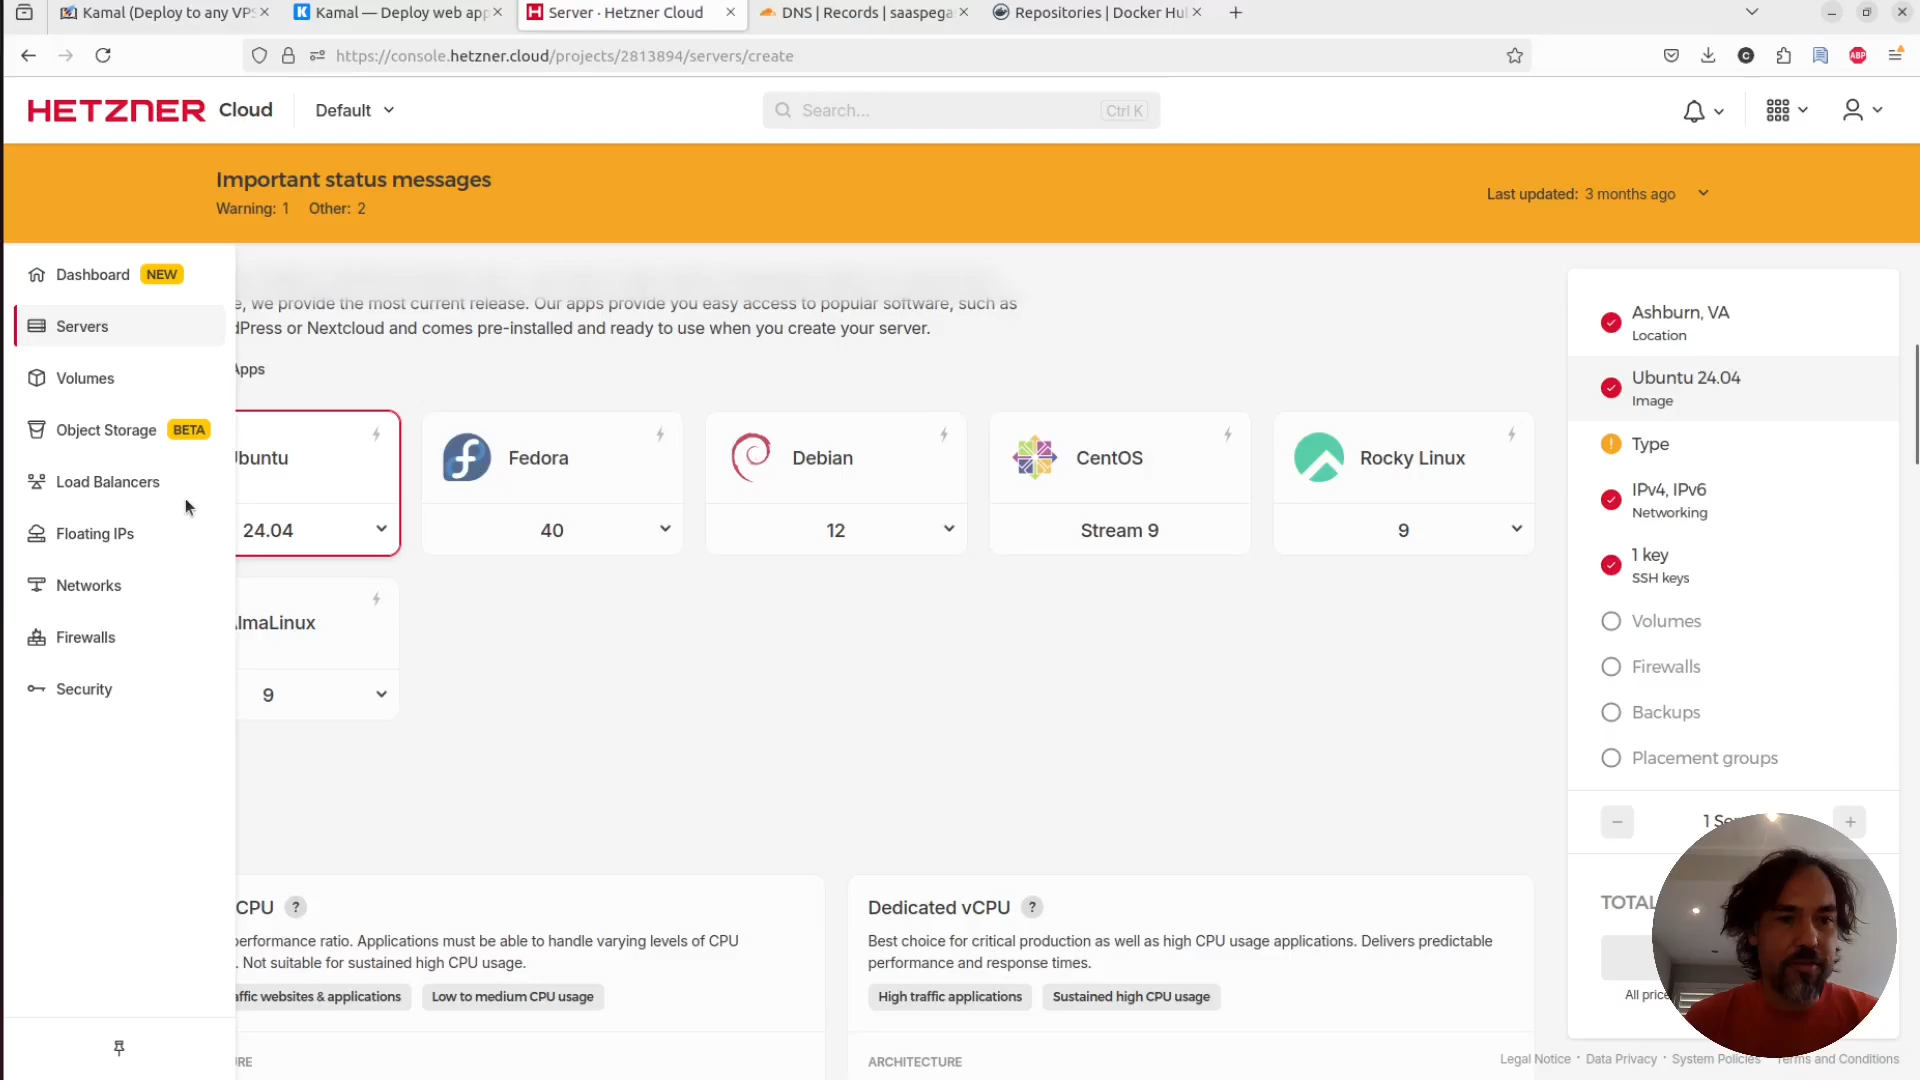 Kamal (Deploy to any VPS
Kamal — Deploy web app
Server · Hetzner Cloud
DNS | Records | saaspega
Repositories | Docker Hu
https://console.hetzner.cloud/projects/2813894/servers/create
ABP
HETZNER Cloud
Default
Search...
Ctrl K
Important status messages
Warning: 1 Other: 2
Last updated: 3 months ago
Dashboard NEW
Servers
Volumes
Object Storage BETA
Load Balancers
Floating IPs
Networks
Firewalls
Security
e, we provide the most current release. Our apps provide you easy access to popular software, such as
dPress or Nextcloud and comes pre-installed and ready to use when you create your server.
Apps
buntu
24.04
Fedora
40
Debian
12
CentOS
Stream 9
Rocky Linux
9
lmaLinux
9
CPU ?
performance ratio. Applications must be able to handle varying levels of CPU
. Not suitable for sustained high CPU usage.
affic websites & applications
Low to medium CPU usage
RE
Dedicated vCPU ?
Best choice for critical production as well as high CPU usage applications. Delivers predictable
performance and response times.
High traffic applications
Sustained high CPU usage
ARCHITECTURE
Ashburn, VA
Location
Ubuntu 24.04
Image
Type
IPv4, IPv6
Networking
1 key
SSH keys
Volumes
Firewalls
Backups
Placement groups
1 Se
TOTAL
All price
Legal Notice · Data Privacy · System Policies · Terms and Conditions